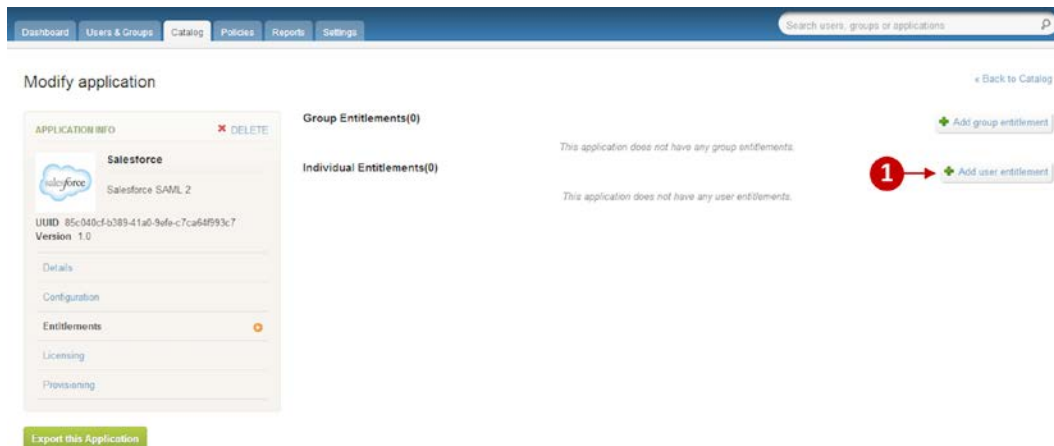 Dashboard Users & Groups Catalog Policies Reports Settings
Search users, groups or applications
Modify application
« Back to Catalog
APPLICATION INFO
DELETE
salesforce
Salesforce
Salesforce SAML 2
UUID 85c040cf-b389-41a0-9efe-c7ca64f993c7
Version 1.0
Details
Configuration
Entitlements
Licensing
Provisioning
Export this Application
Group Entitlements(0)
Add group entitlement
This application does not have any group entitlements.
Individual Entitlements(0)
1
Add user entitlement
This application does not have any user entitlements.